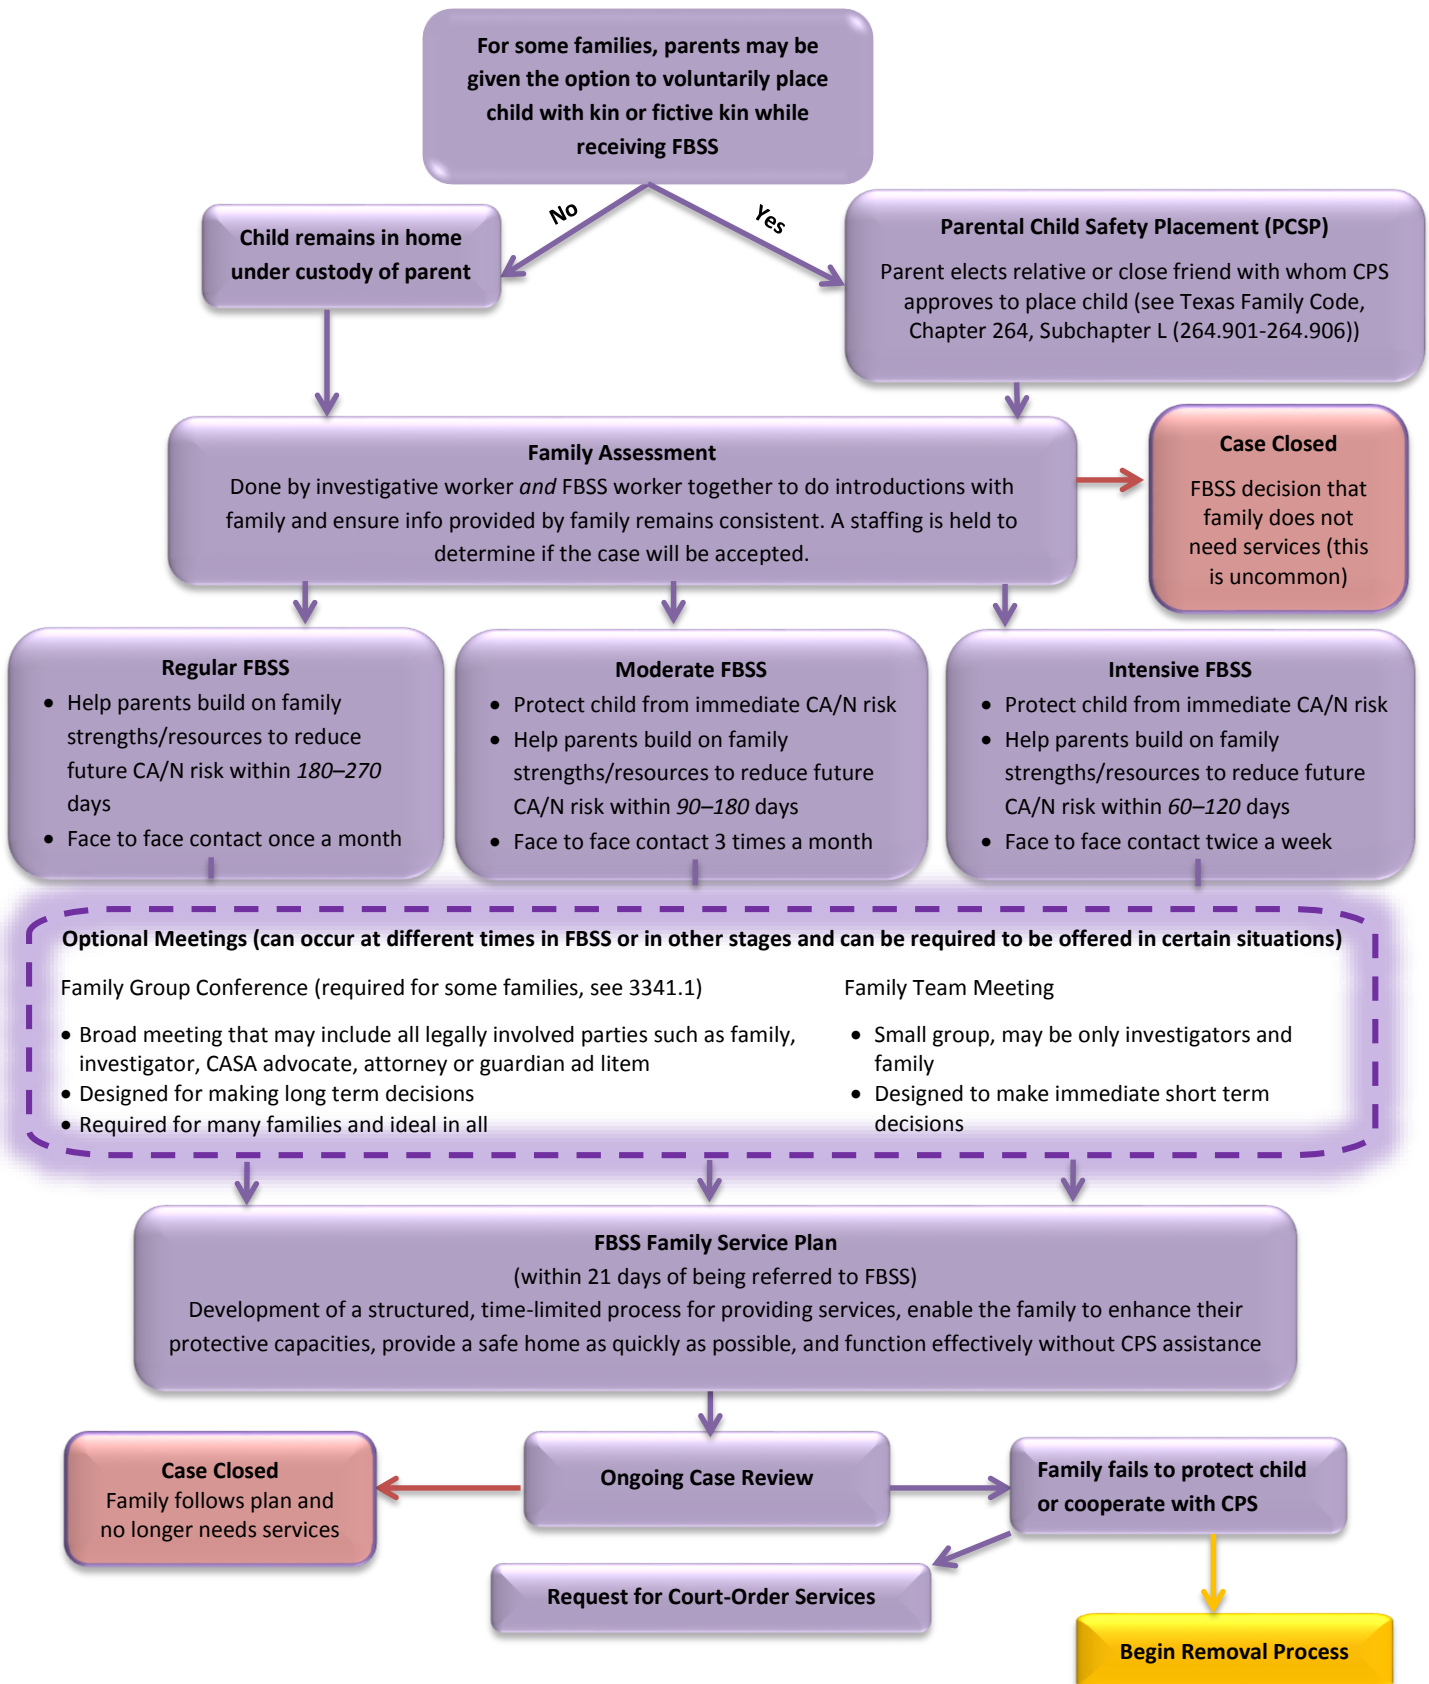 For some families, parents may be
given the option to voluntarily place
child with kin or fictive kin while
receiving FBSS
No
Yes
Child remains in home
under custody of parent
Parental Child Safety Placement (PCSP)
Parent elects relative or close friend with whom CPS
approves to place child (see Texas Family Code,
Chapter 264, Subchapter L (264.901-264.906))
Family Assessment
Done by investigative worker and FBSS worker together to do introductions with
family and ensure info provided by family remains consistent. A staffing is held to
determine if the case will be accepted.
Case Closed
FBSS decision that
family does not
need services (this
is uncommon)
Regular FBSS
• Help parents build on family
strengths/resources to reduce
future CA/N risk within 180–270
days
• Face to face contact once a month
Moderate FBSS
• Protect child from immediate CA/N risk
• Help parents build on family
strengths/resources to reduce future
CA/N risk within 90–180 days
• Face to face contact 3 times a month
Intensive FBSS
• Protect child from immediate CA/N risk
• Help parents build on family
strengths/resources to reduce future
CA/N risk within 60–120 days
• Face to face contact twice a week
Optional Meetings (can occur at different times in FBSS or in other stages and can be required to be offered in certain situations)
Family Group Conference (required for some families, see 3341.1)
• Broad meeting that may include all legally involved parties such as family,
investigator, CASA advocate, attorney or guardian ad litem
• Designed for making long term decisions
• Required for many families and ideal in all
Family Team Meeting
• Small group, may be only investigators and
family
• Designed to make immediate short term
decisions
FBSS Family Service Plan
(within 21 days of being referred to FBSS)
Development of a structured, time-limited process for providing services, enable the family to enhance their
protective capacities, provide a safe home as quickly as possible, and function effectively without CPS assistance
Case Closed
Family follows plan and
no longer needs services
Ongoing Case Review
Family fails to protect child
or cooperate with CPS
Request for Court-Order Services
Begin Removal Process